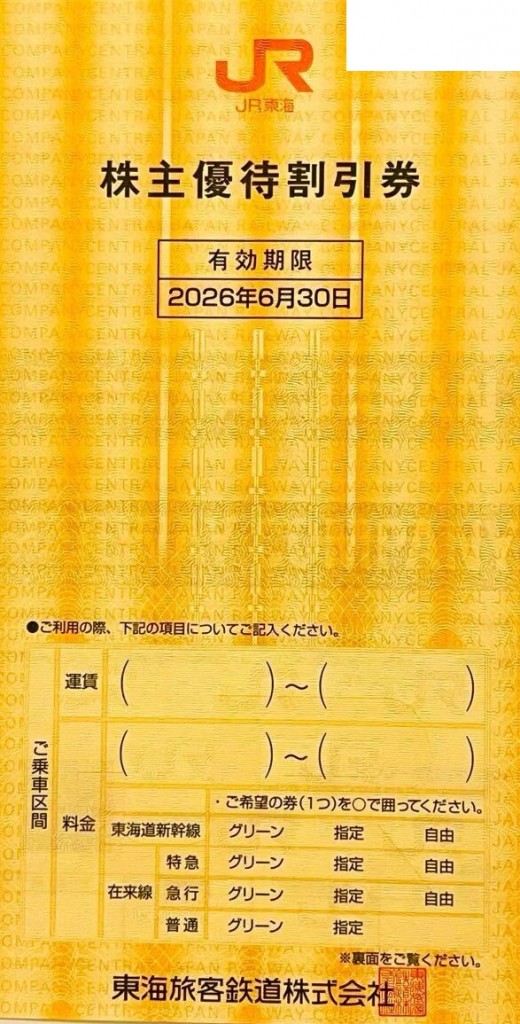 JR
JR東海
株主優待割引券
有効期限
2026年6月30日
●ご利用の際、下記の項目についてご記入ください。
ご乗車区間
運賃 ( )〜( )
料金 ( )〜( )
・ご希望の券(1つ)を○で囲ってください。
東海道新幹線 グリーン 指定 自由
在来線
特急 グリーン 指定 自由
急行 グリーン 指定 自由
普通 グリーン 指定
※裏面をご覧ください。
東海旅客鉄道株式会社